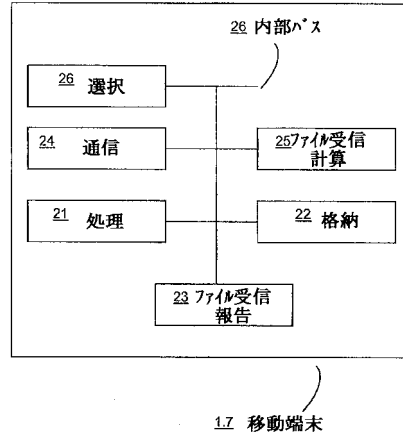 26 内部バス
26 選択
24 通信
25 ファイル受信
計算
21 処理
22 格納
23 ファイル受信
報告
1.7 移動端末